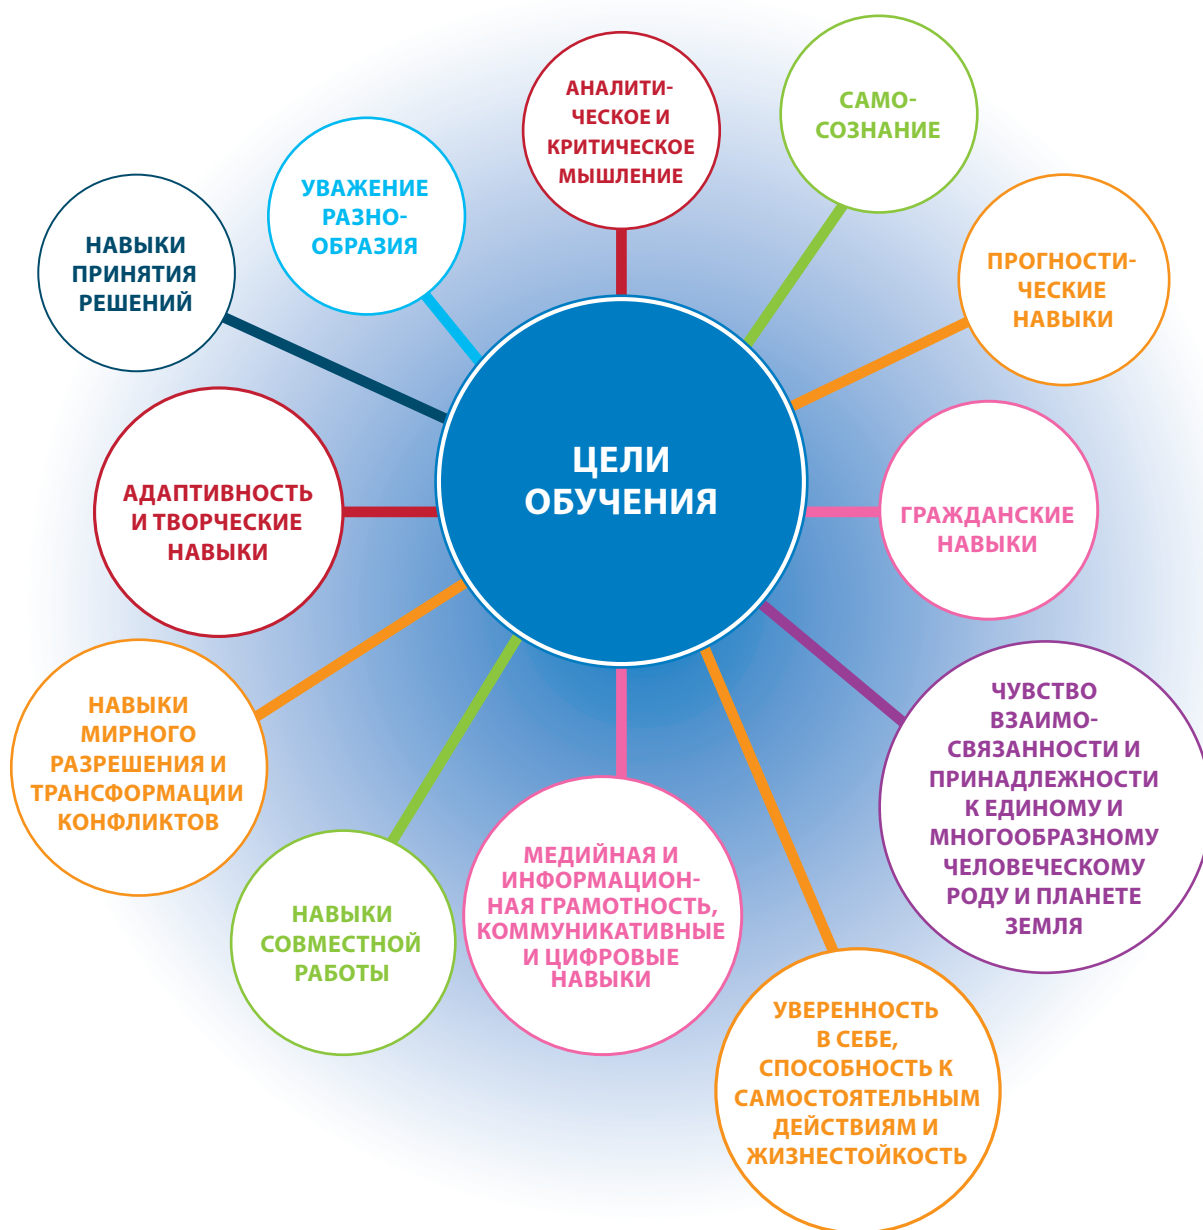 АНАЛИТИ-
ЧЕСКОЕ И
КРИТИЧЕСКОЕ
МЫШЛЕНИЕ
САМО-
СОЗНАНИЕ
ПРОГНОСТИ-
ЧЕСКИЕ
НАВЫКИ
ГРАЖДАНСКИЕ
НАВЫКИ
ЧУВСТВО
ВЗАИМО-
СВЯЗАННОСТИ И
ПРИНАДЛЕЖНОСТИ
К ЕДИНОМУ И
МНОГООБРАЗНОМУ
ЧЕЛОВЕЧЕСКОМУ
РОДУ И ПЛАНЕТЕ
ЗЕМЛЯ
УВЕРЕННОСТЬ
В СЕБЕ,
СПОСОБНОСТЬ К
САМОСТОЯТЕЛЬНЫМ
ДЕЙСТВИЯМ И
ЖИЗНЕСТОЙКОСТЬ
МЕДИЙНАЯ И
ИНФОРМАЦИОН-
НАЯ ГРАМОТНОСТЬ,
КОММУНИКАТИВНЫЕ
И ЦИФРОВЫЕ
НАВЫКИ
НАВЫКИ
СОВМЕСТНОЙ
РАБОТЫ
НАВЫКИ
МИРНОГО
РАЗРЕШЕНИЯ И
ТРАНСФОРМАЦИИ
КОНФЛИКТОВ
АДАПТИВНОСТЬ
И ТВОРЧЕСКИЕ
НАВЫКИ
НАВЫКИ
ПРИНЯТИЯ
РЕШЕНИЙ
УВАЖЕНИЕ
РАЗНО-
ОБРАЗИЯ
ЦЕЛИ
ОБУЧЕНИЯ